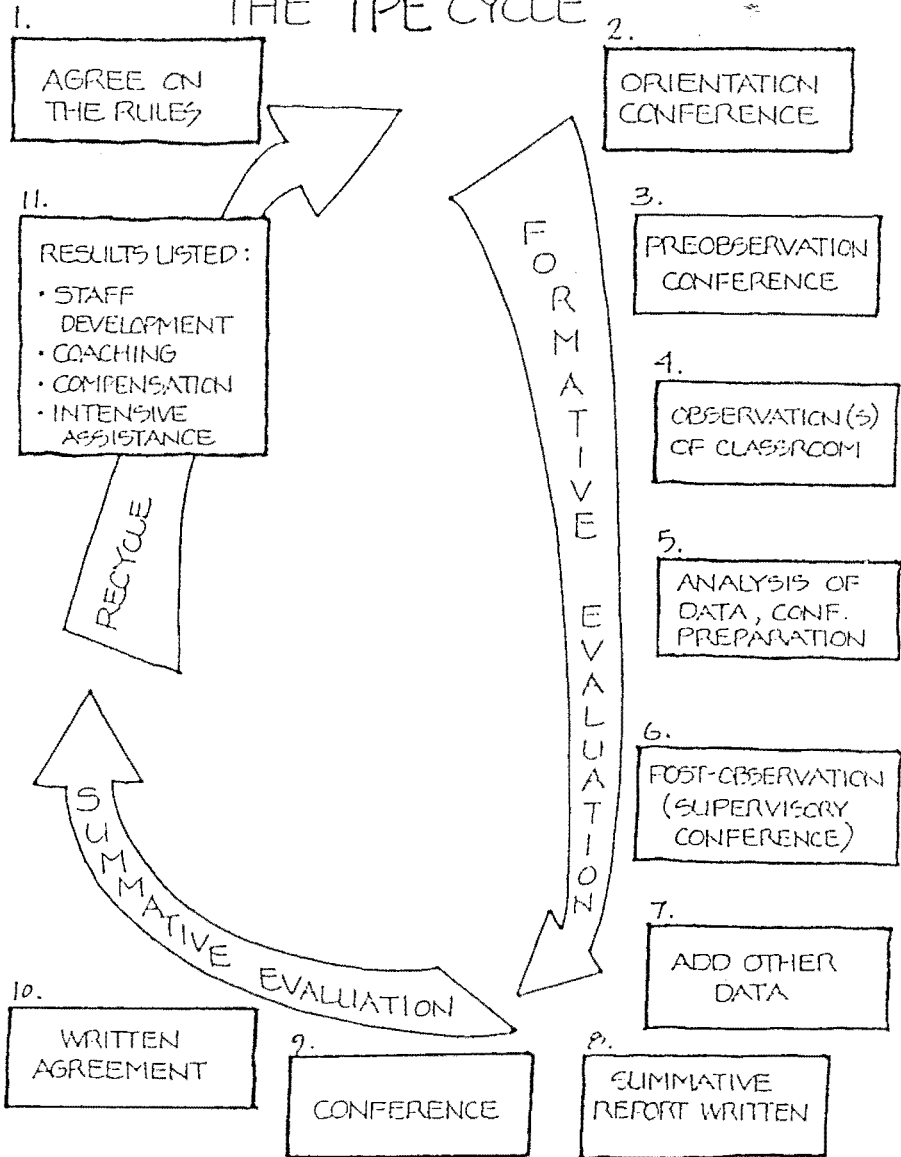 THE TPE CYCLE
1.
AGREE ON
THE RULES
2.
ORIENTATION
CONFERENCE
3.
PREOBSERVATION
CONFERENCE
4.
OBSERVATION(S)
OF CLASSROOM
5.
ANALYSIS OF
DATA, CONF.
PREPARATION
6.
POST-OBSERVATION
(SUPERVISORY
CONFERENCE)
7.
ADD OTHER
DATA
8.
SUMMATIVE
REPORT WRITTEN
9.
CONFERENCE
10.
WRITTEN
AGREEMENT
11.
RESULTS LISTED:
• STAFF
DEVELOPMENT
• COACHING
• COMPENSATION
• INTENSIVE
ASSISTANCE
FORMATIVE EVALUATION
SUMMATIVE EVALUATION
RECYCLE